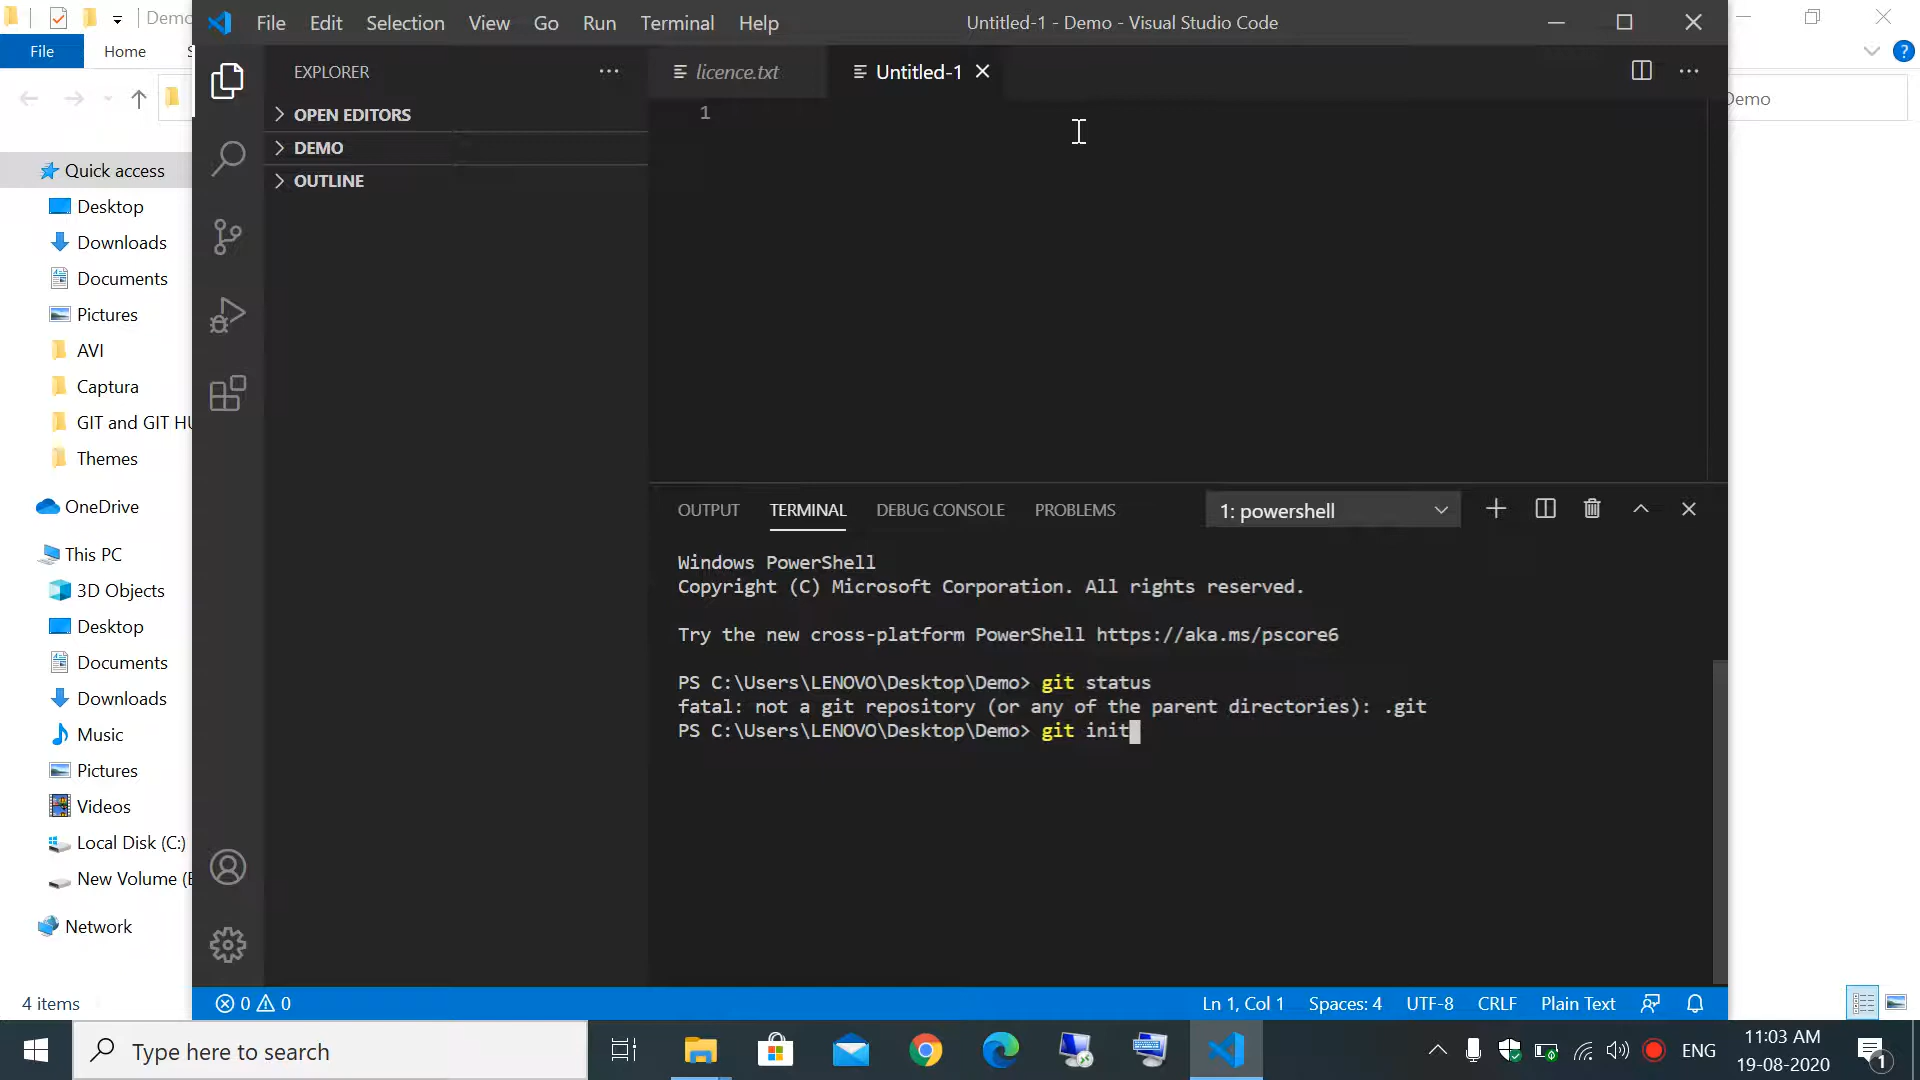 Demo
File Edit Selection View Go Run Terminal Help
Untitled-1 - Demo - Visual Studio Code
File
Home
Demo
Quick access
Desktop
Downloads
Documents
Pictures
AVI
Captura
GIT and GIT HU
Themes
OneDrive
This PC
3D Objects
Desktop
Documents
Downloads
Music
Pictures
Videos
Local Disk (C:)
New Volume (
Network
4 items
EXPLORER
OPEN EDITORS
DEMO
OUTLINE
licence.txt
Untitled-1
1
OUTPUT TERMINAL DEBUG CONSOLE PROBLEMS
1: powershell
Windows PowerShell
Copyright (C) Microsoft Corporation. All rights reserved.
Try the new cross-platform PowerShell https://aka.ms/pscore6
PS C:\Users\LENOVO\Desktop\Demo> git status
fatal: not a git repository (or any of the parent directories): .git
PS C:\Users\LENOVO\Desktop\Demo> git init
0 0
Ln 1, Col 1 Spaces: 4 UTF-8 CRLF Plain Text
Type here to search
ENG
11:03 AM
19-08-2020
1